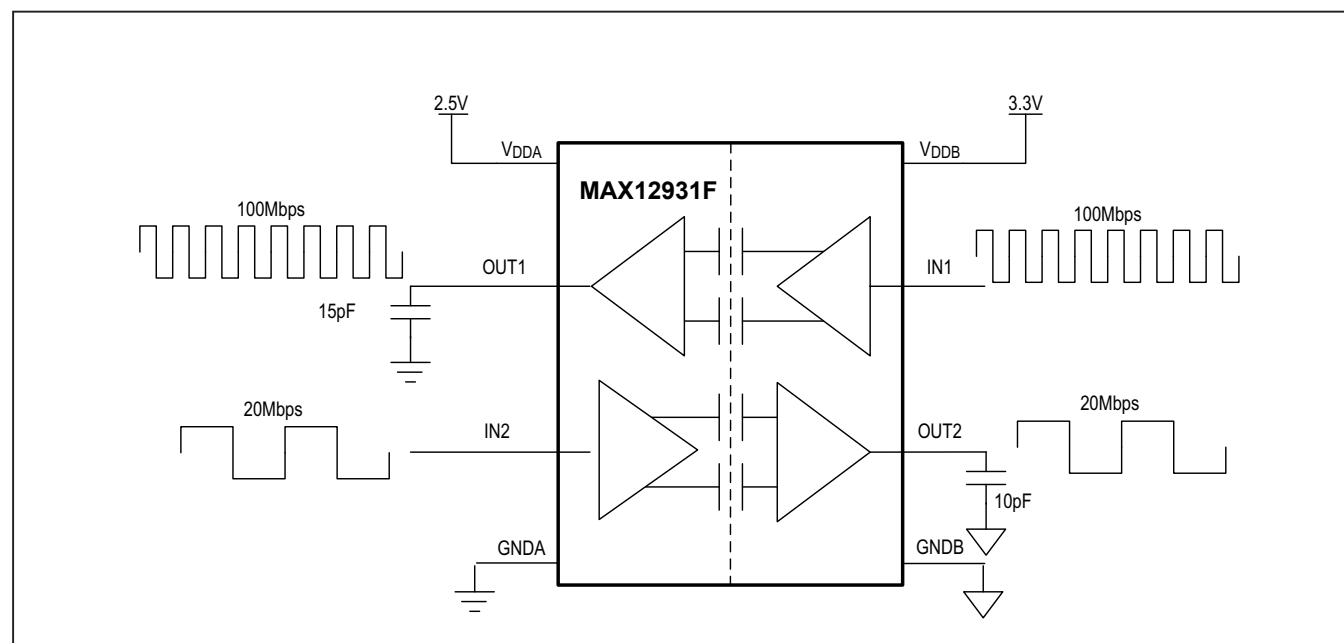 2.5V
3.3V
VDDA
VDDB
MAX12931F
100Mbps
100Mbps
OUT1
IN1
15pF
20Mbps
IN2
OUT2
20Mbps
10pF
GNDA
GNDB